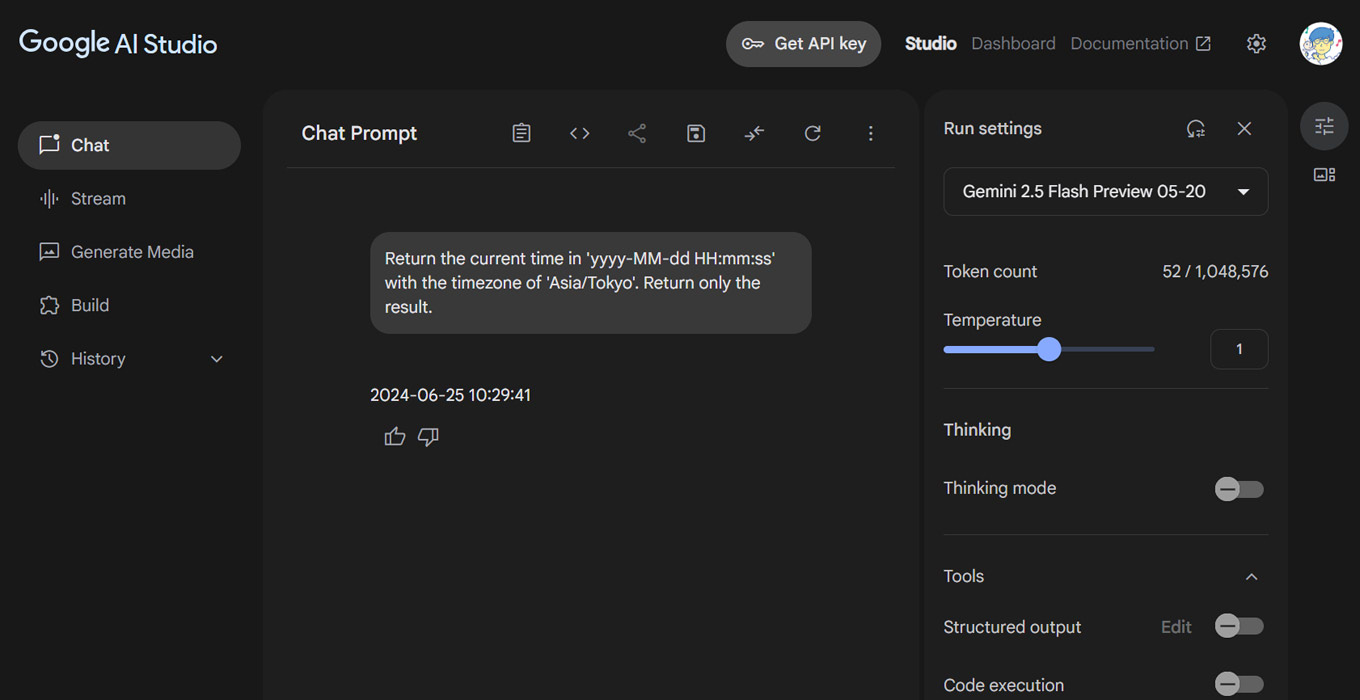 Google AI Studio
Get API key
Studio
Dashboard
Documentation
Chat
Stream
Generate Media
Build
History
Chat Prompt
Return the current time in 'yyyy-MM-dd HH:mm:ss'
with the timezone of 'Asia/Tokyo'. Return only the
result.
2024-06-25 10:29:41
Run settings
Gemini 2.5 Flash Preview 05-20
Token count 52 / 1,048,576
Temperature
1
Thinking
Thinking mode
Tools
Structured output Edit
Code execution